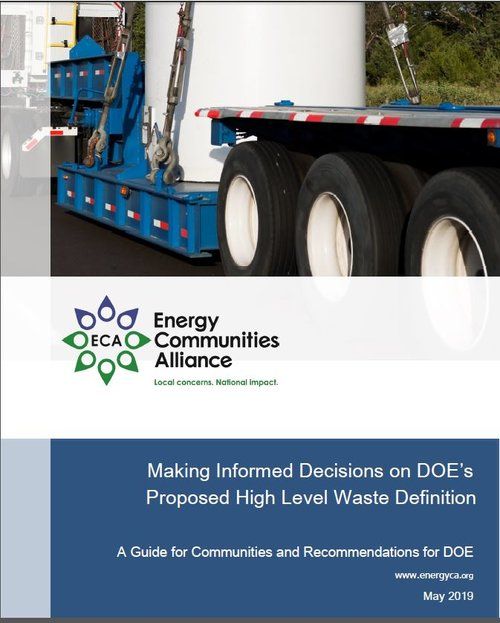 ECA
Energy
Communities
Alliance
Local concerns. National impact.
Making Informed Decisions on DOE's
Proposed High Level Waste Definition
A Guide for Communities and Recommendations for DOE
www.energyca.org
May 2019